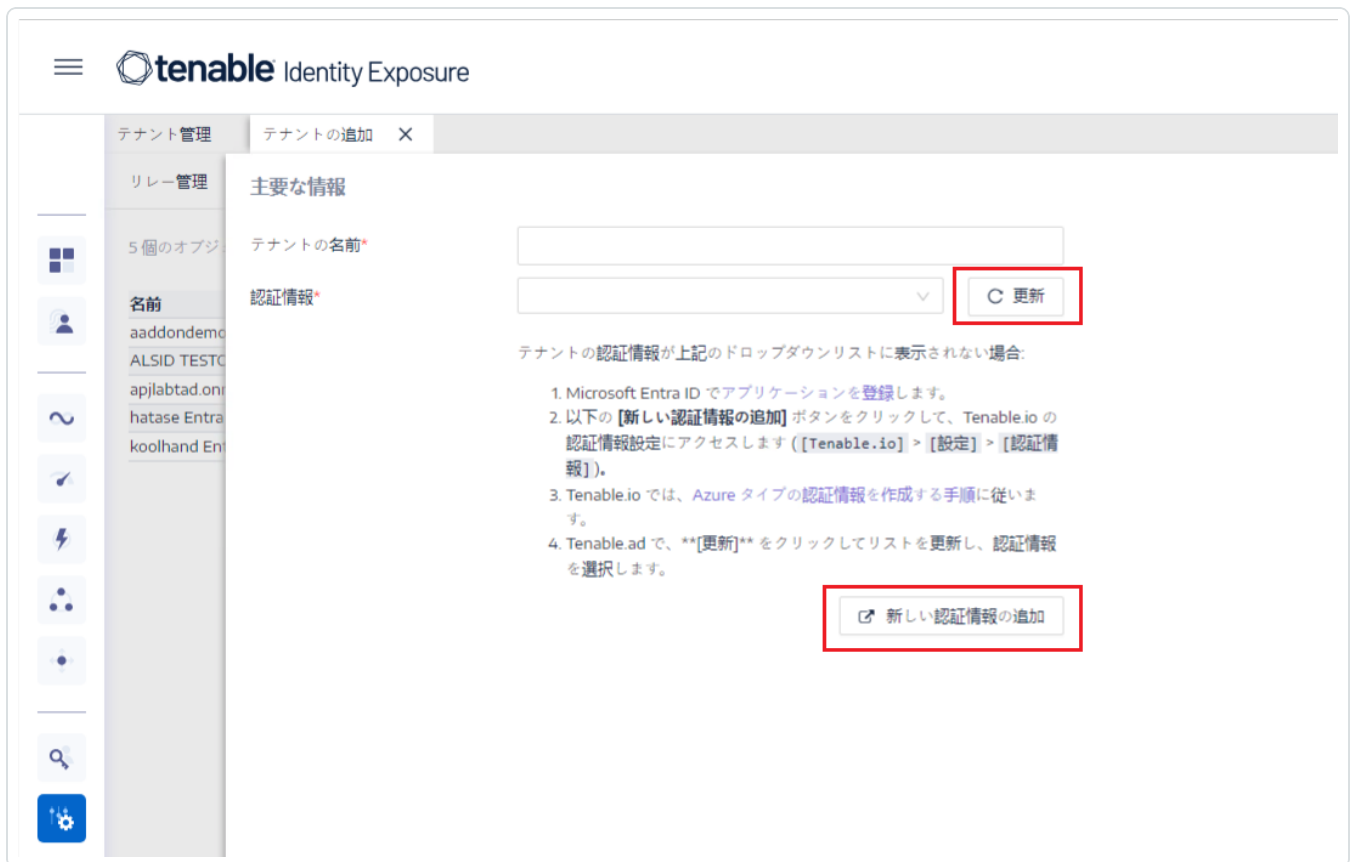 tenable Identity Exposure
テナント管理
テナントの追加
リレー管理
主要な情報
5 個のオブジ
テナントの名前*
認証情報*
更新
名前
aaddondemo
ALSID TESTC
apjlabtad.onr
hatase Entra
koolhand Ent
テナントの認証情報が上記のドロップダウンリストに表示されない場合:
1. Microsoft Entra ID でアプリケーションを登録します。
2. 以下の [新しい認証情報の追加] ボタンをクリックして、Tenable.io の
認証情報設定にアクセスします ([Tenable.io] > [設定] > [認証情
報])。
3. Tenable.io では、Azure タイプの認証情報を作成する手順に従いま
す。
4. Tenable.ad で、**[更新]** をクリックしてリストを更新し、認証情報
を選択します。
新しい認証情報の追加